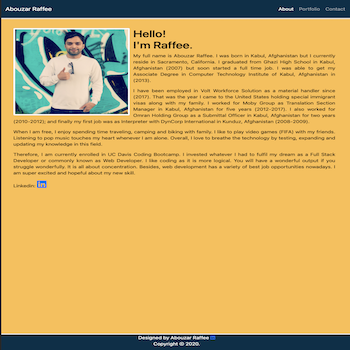 Abouzar Raffee
About Portfolio Contact
Hello!
I'm Raffee.
My full name is Abouzar Raffee. I was born in Kabul, Afghanistan but I currently
reside in Sacramento, California. I graduated from Ghazi High School in Kabul,
Afghanistan (2007) but soon started a full time job. I was able to get my
Associate Degree in Computer Technology Institute of Kabul, Afghanistan in
(2013).
I have been employed in Volt Workforce Solution as a material handler since
(2017). That was the year I came to the United States holding special immigrant
visas along with my family. I worked for Moby Group as Translation Section
Manager in Kabul, Afghanistan for five years (2012-2017). I also worked for
Omran Holding Group as a Submittal Officer in Kabul, Afghanistan for two years
(2010-2012); and finally my first job was as Interpreter with DynCorp International in Kunduz, Afghanistan (2008-2009).
When I am free, I enjoy spending time traveling, camping and biking with family. I like to play video games (FIFA) with my friends.
Listening to pop music touches my heart whenever I am alone. Overall, I love to breathe the technology by texting, expanding and
updating my knowledge in this field.
Therefore, I am currently enrolled in UC Davis Coding Bootcamp. I invested whatever I had to fulfil my dream as a Full Stack
Developer or commonly known as Web Developer. I like coding as it is more logical. You will have a wonderful output if you
struggle wonderfully. It is all about concentration. Besides, web development has a variety of best job opportunities nowadays. I
am super excited and hopeful about my new skill.
LinkedIn: in
Designed by Abouzar Raffee
Copyright © 2020.